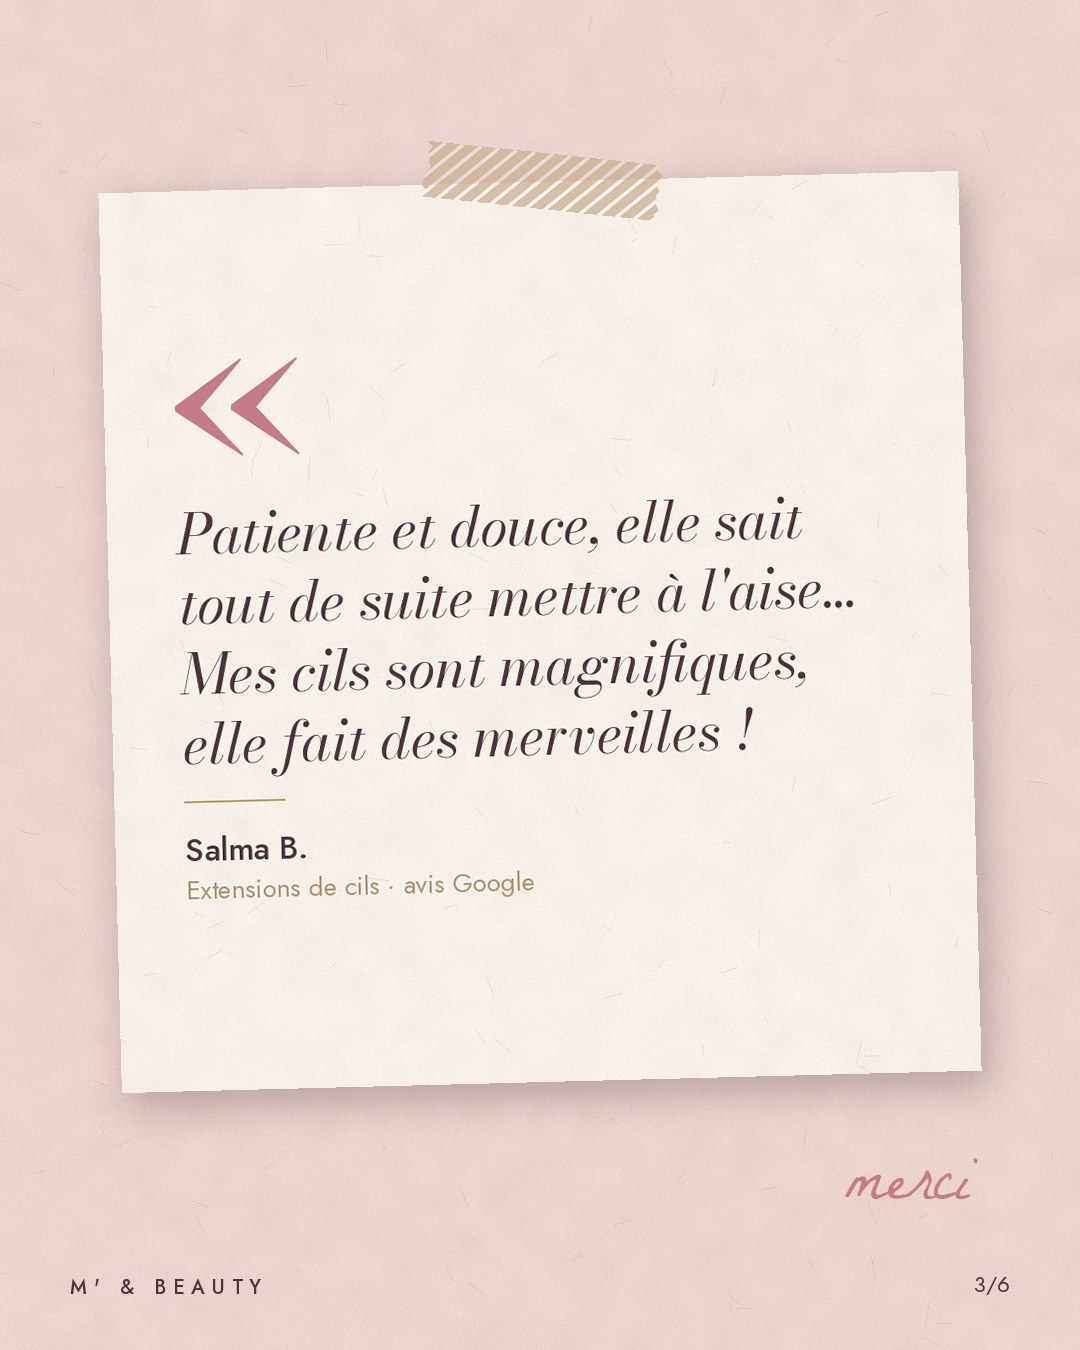 «
Patiente et douce, elle sait
tout de suite mettre à l'aise...
Mes cils sont magnifiques,
elle fait des merveilles !
Salma B.
Extensions de cils · avis Google
merci
M' & BEAUTY
3/6